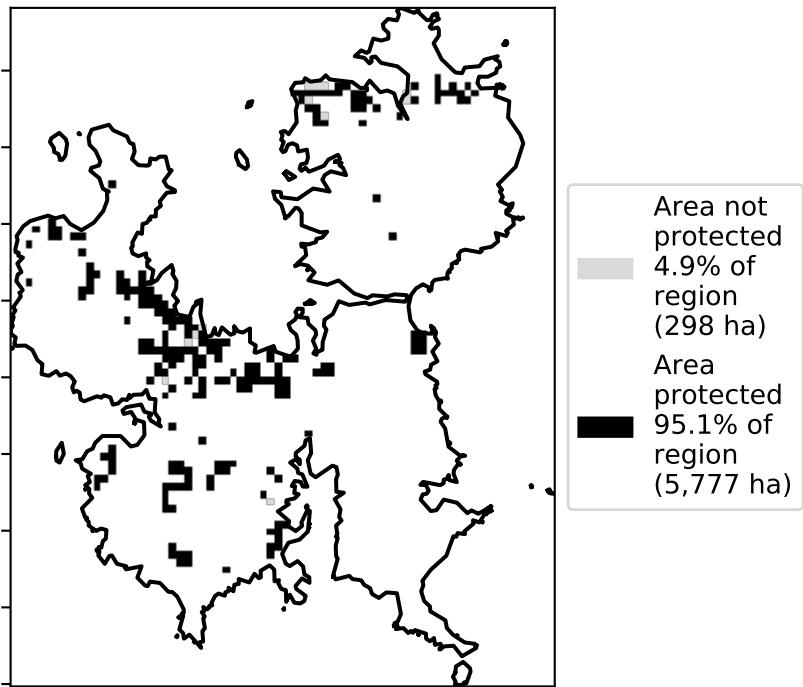 Area not
protected
4.9% of
region
(298 ha)
Area
protected
95.1% of
region
(5,777 ha)